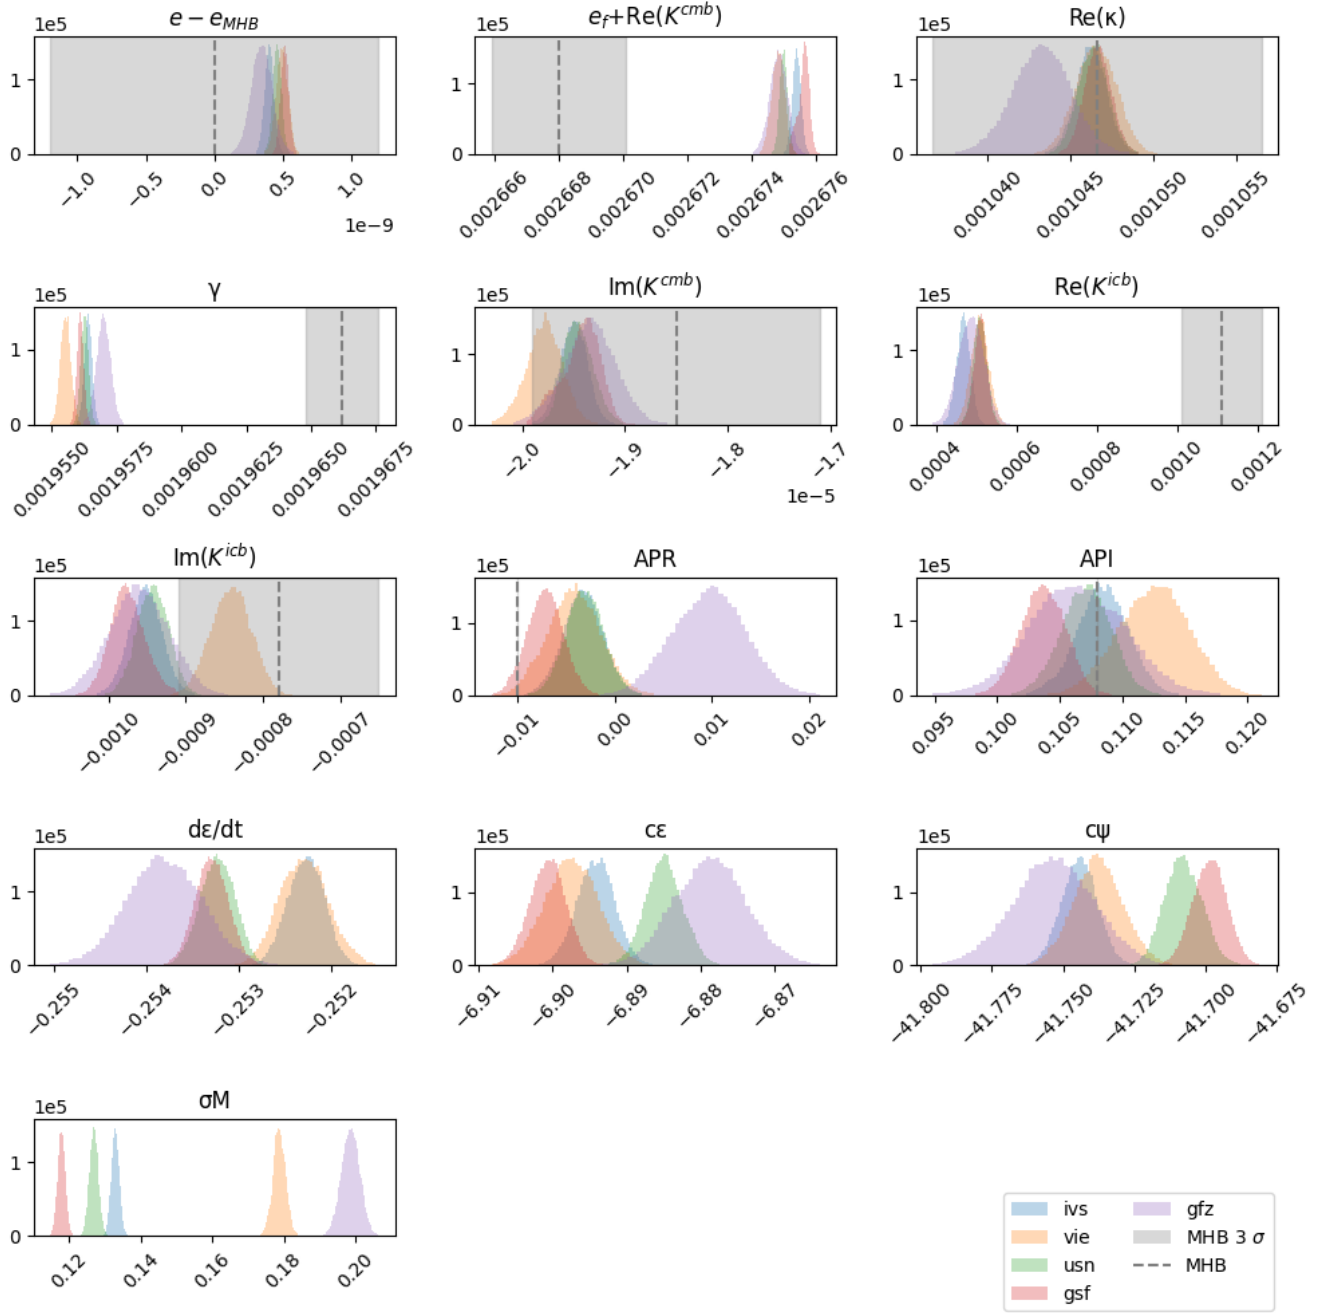 1e5
e − e_MHB
1
0
−1.0
−0.5
0.0
0.5
1.0
1e−9
1e5
e_f+Re(K^cmb)
1
0
0.002666
0.002668
0.002670
0.002672
0.002674
0.002676
1e5
Re(κ)
1
0
0.001040
0.001045
0.001050
0.001055
1e5
γ
1
0
0.0019550
0.0019575
0.0019600
0.0019625
0.0019650
0.0019675
1e5
Im(K^cmb)
1
0
−2.0
−1.9
−1.8
−1.7
1e−5
1e5
Re(K^icb)
1
0
0.0004
0.0006
0.0008
0.0010
0.0012
1e5
Im(K^icb)
1
0
−0.0010
−0.0009
−0.0008
−0.0007
1e5
APR
1
0
−0.01
0.00
0.01
0.02
1e5
API
1
0
0.095
0.100
0.105
0.110
0.115
0.120
1e5
dε/dt
1
0
−0.255
−0.254
−0.253
−0.252
1e5
cε
1
0
−6.91
−6.90
−6.89
−6.88
−6.87
1e5
cψ
1
0
−41.800
−41.775
−41.750
−41.725
−41.700
−41.675
1e5
σM
1
0
0.12
0.14
0.16
0.18
0.20
ivs
vie
usn
gsf
gfz
MHB 3 σ
MHB